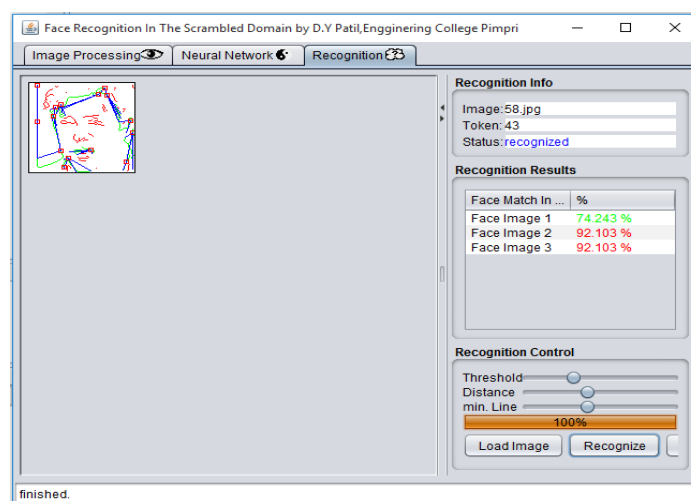 Face Recognition In The Scrambled Domain by D.Y Patil,Engginering College Pimpri
Image Processing Neural Network Recognition
Recognition Info
Image: 58.jpg
Token: 43
Status: recognized
Recognition Results
Face Match In ... %
Face Image 1 74.243 %
Face Image 2 92.103 %
Face Image 3 92.103 %
Recognition Control
Threshold
Distance
min. Line
100%
Load Image Recognize
finished.